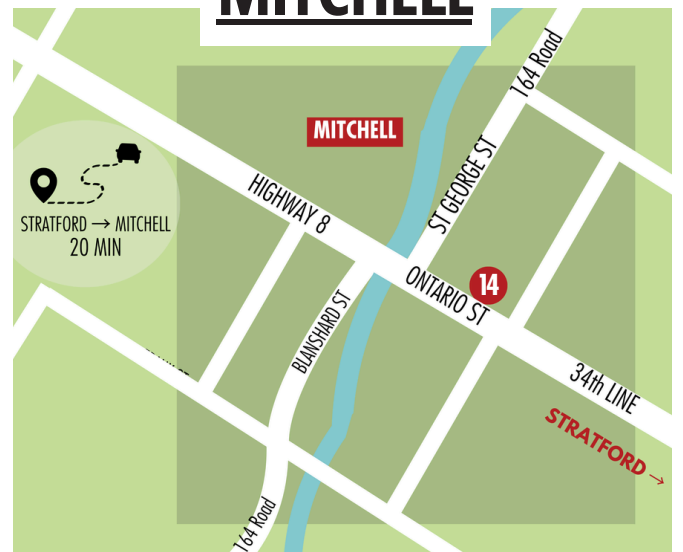 MITCHELL
164 Road
MITCHELL
ST GEORGE ST
HIGHWAY 8
STRATFORD → MITCHELL
20 MIN
ONTARIO ST
14
BLANSHARD ST
34th LINE
STRATFORD →
164 Road